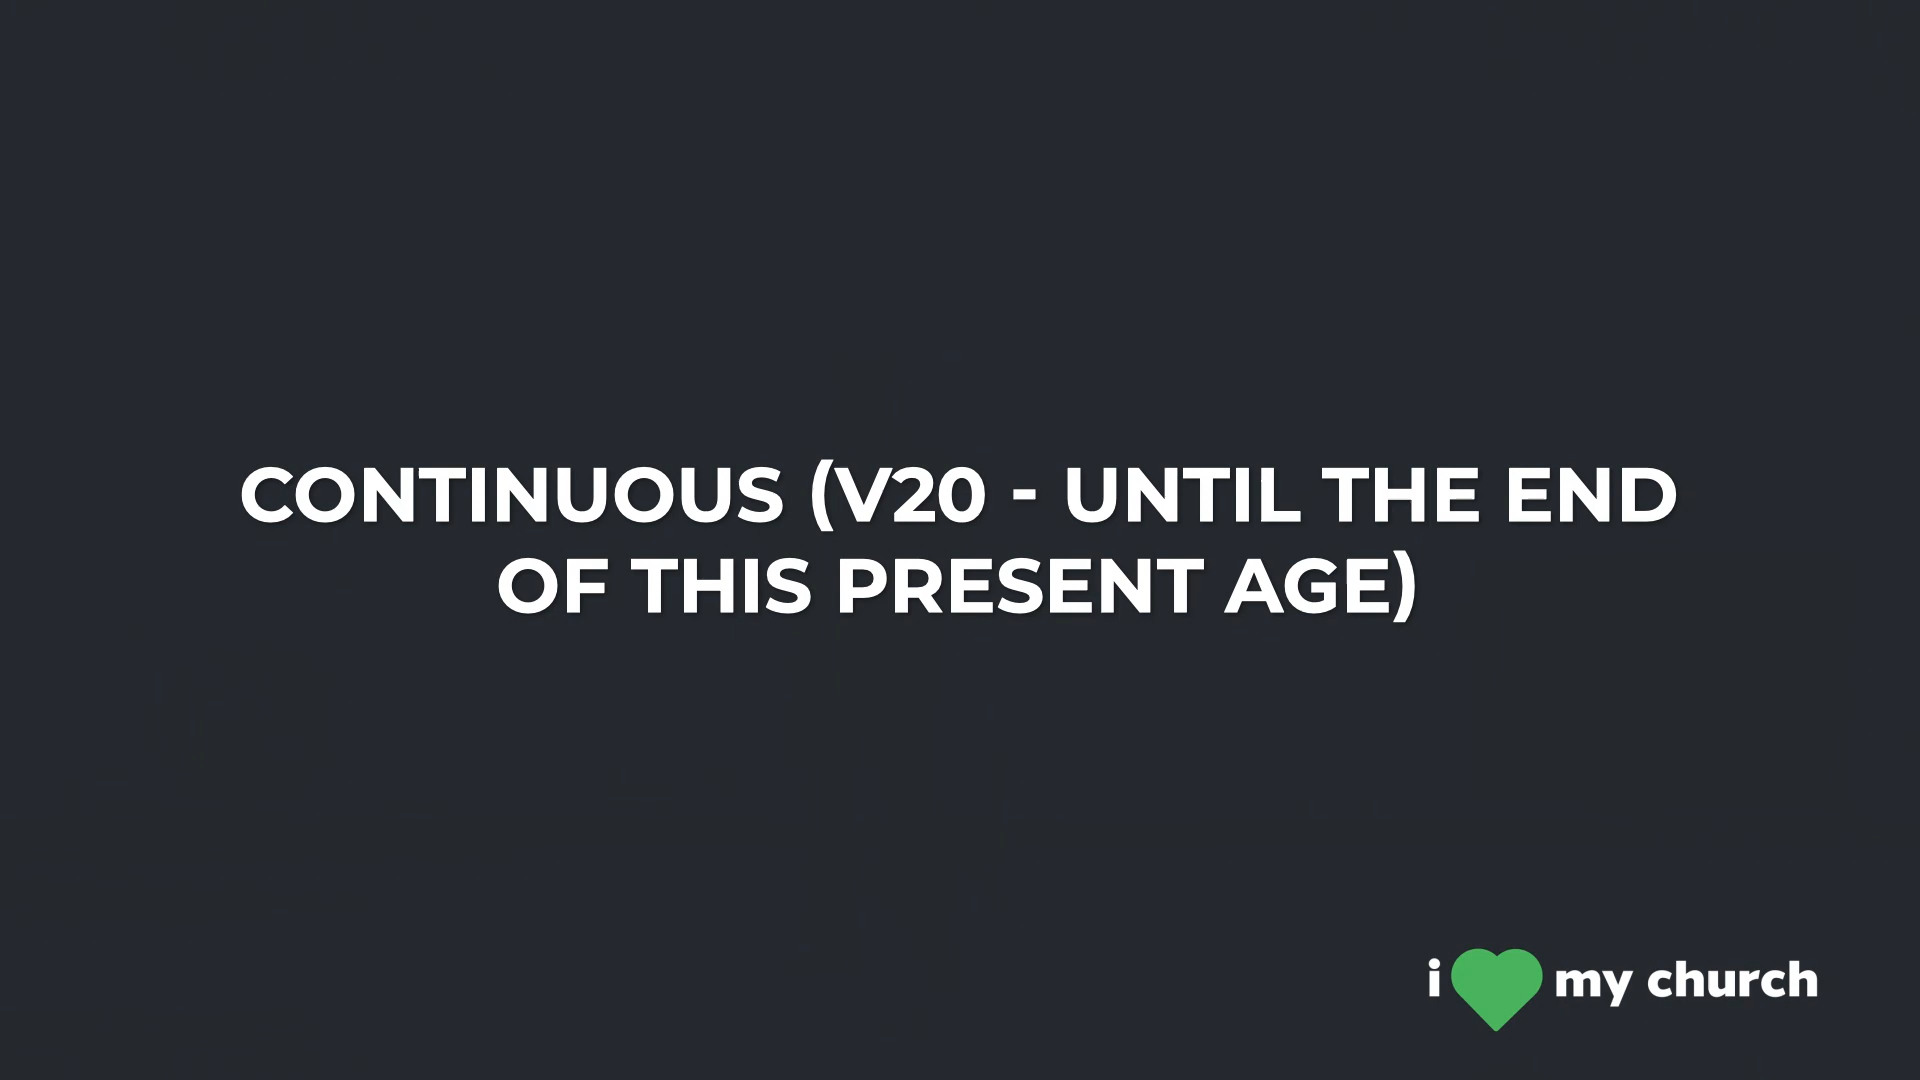 CONTINUOUS (V20 - UNTIL THE END
OF THIS PRESENT AGE)
i my church